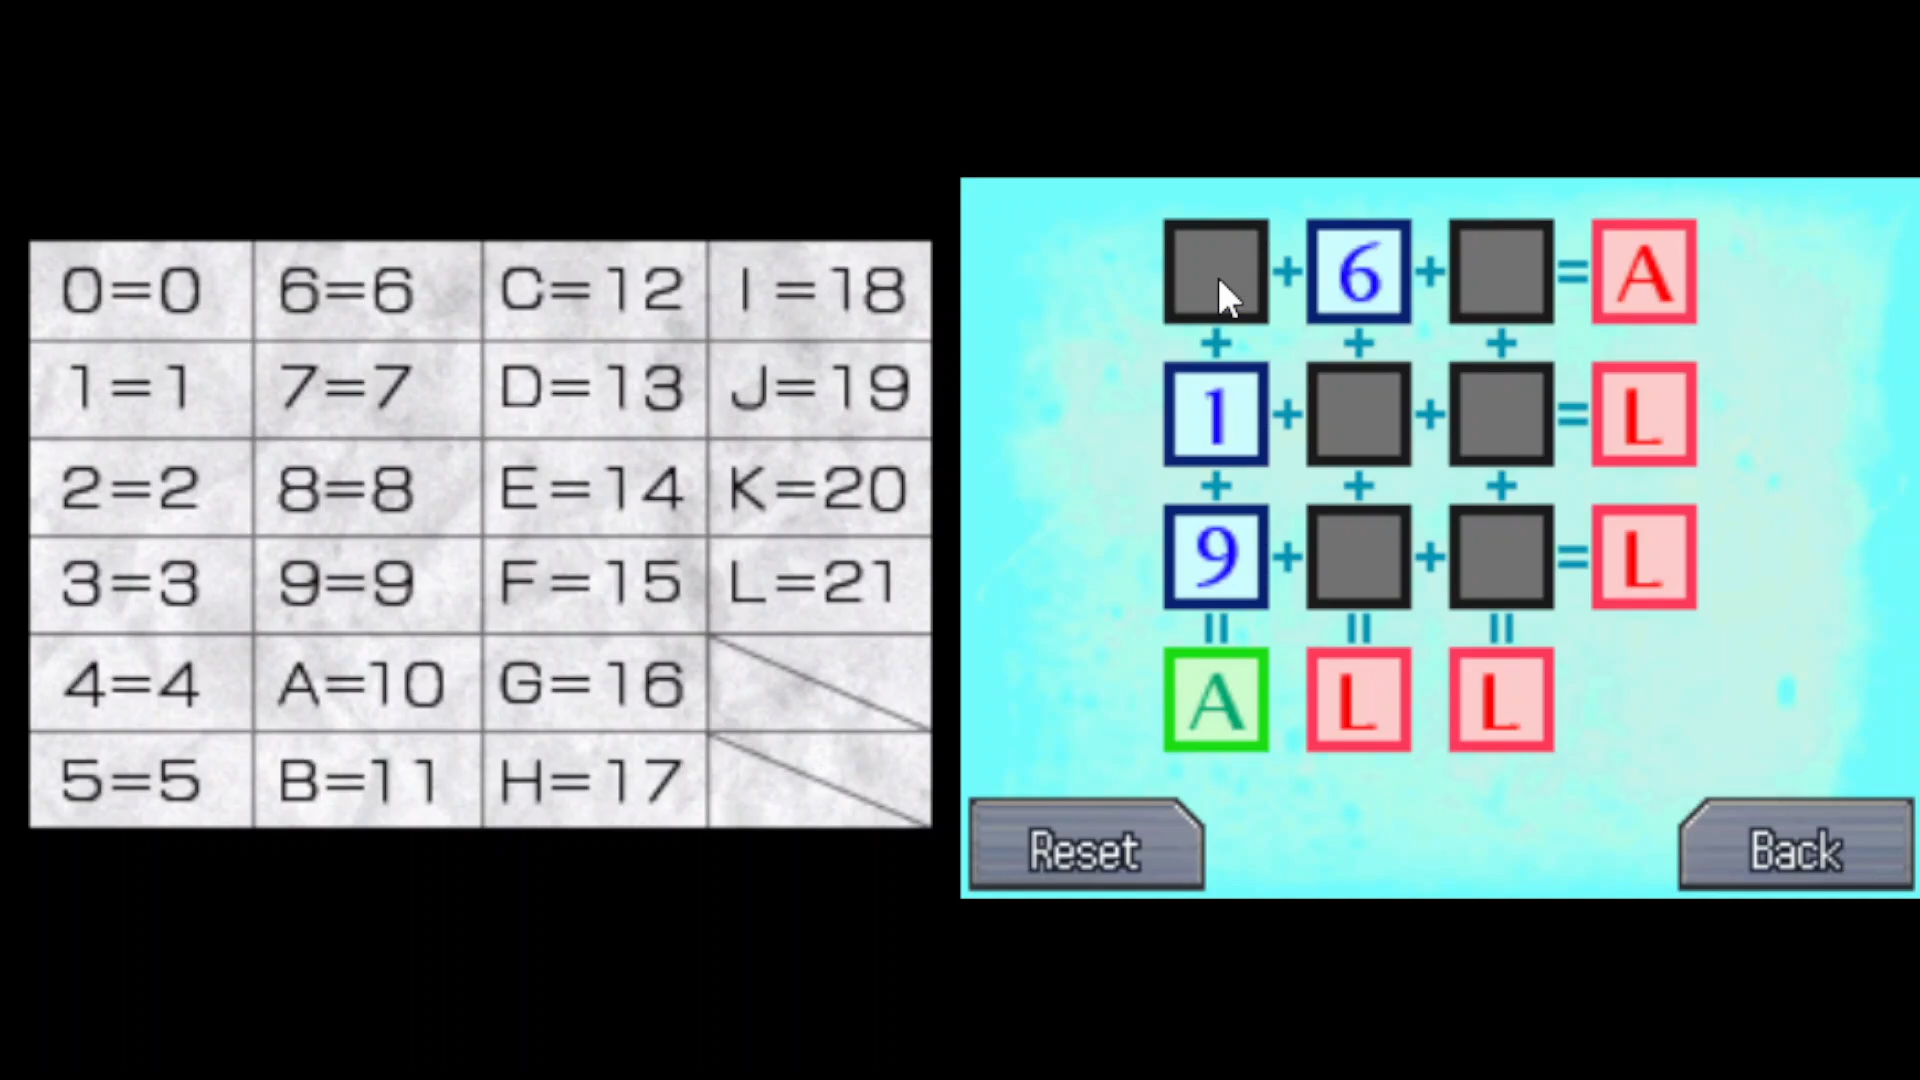 0=0 6=6 C=12 I=18
1=1 7=7 D=13 J=19
2=2 8=8 E=14 K=20
3=3 9=9 F=15 L=21
4=4 A=10 G=16
5=5 B=11 H=17
+ 6 + = A
+ + +
1 + + = L
+ + +
9 + + = L
= = =
A L L
Reset
Back